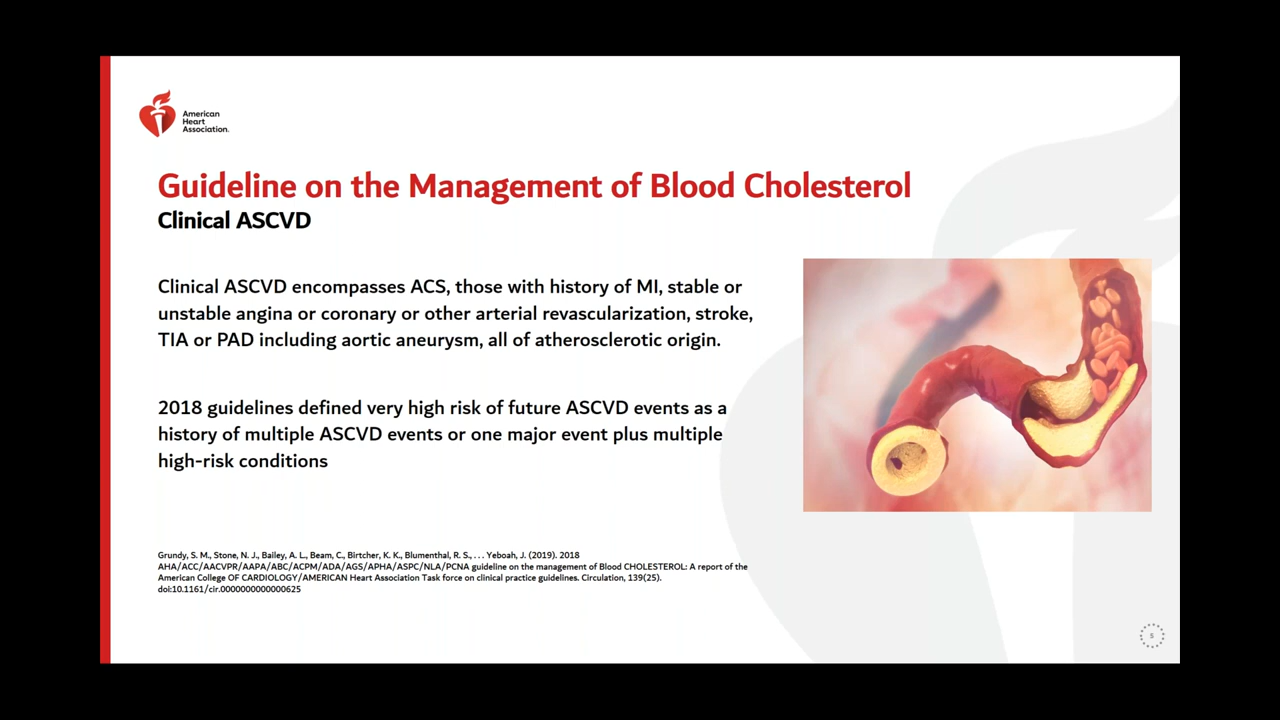 American
Heart
Association.
Guideline on the Management of Blood Cholesterol
Clinical ASCVD
Clinical ASCVD encompasses ACS, those with history of MI, stable or
unstable angina or coronary or other arterial revascularization, stroke,
TIA or PAD including aortic aneurysm, all of atherosclerotic origin.
2018 guidelines defined very high risk of future ASCVD events as a
history of multiple ASCVD events or one major event plus multiple
high-risk conditions
Grundy, S. M., Stone, N. J., Bailey, A. L., Beam, C., Birtcher, K. K., Blumenthal, R. S., . . . Yeboah, J. (2019). 2018
AHA/ACC/AACVPR/AAPA/ABC/ACPM/ADA/AGS/APHA/ASPC/NLA/PCNA guideline on the management of Blood CHOLESTEROL: A report of the
American College OF CARDIOLOGY/AMERICAN Heart Association Task force on clinical practice guidelines. Circulation, 139(25).
doi:10.1161/cir.0000000000000625
5